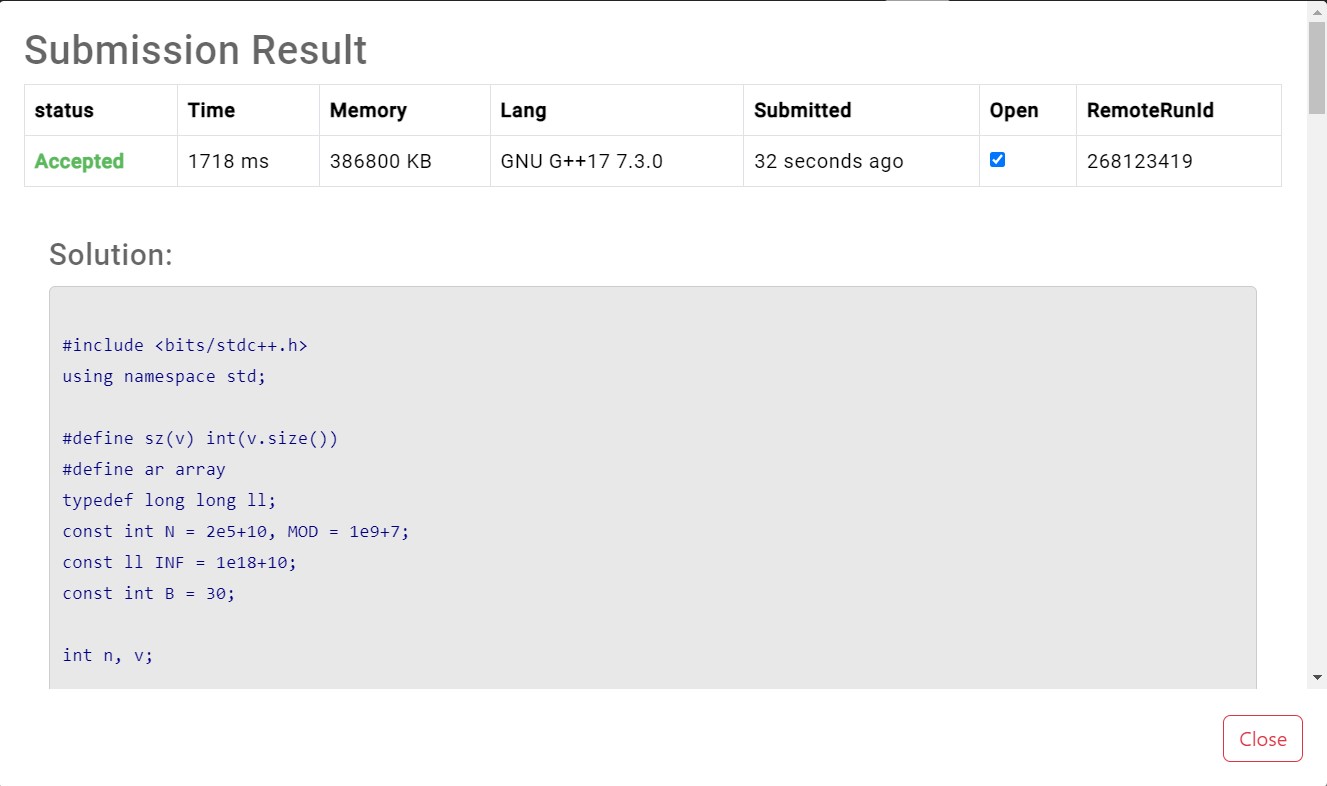 Submission Result
status Time Memory Lang Submitted Open RemoteRunId
Accepted 1718 ms 386800 KB GNU G++17 7.3.0 32 seconds ago 268123419
Solution:
#include <bits/stdc++.h>
using namespace std;
#define sz(v) int(v.size())
#define ar array
typedef long long ll;
const int N = 2e5+10, MOD = 1e9+7;
const ll INF = 1e18+10;
const int B = 30;
int n, v;
Close